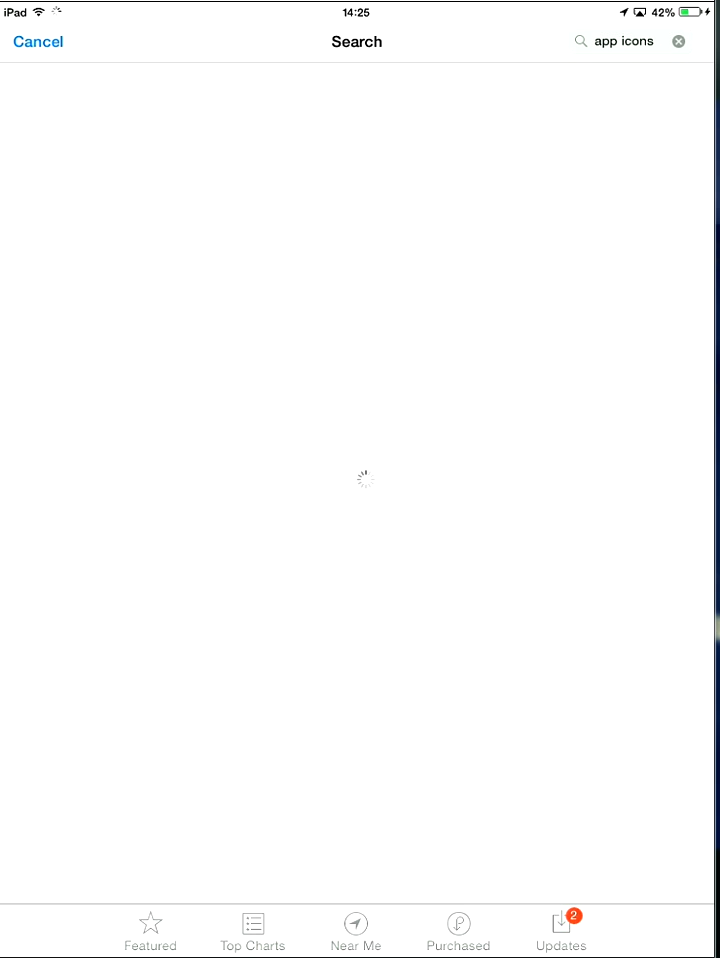 iPad 14:25 42%
Cancel Search app icons
2
Featured Top Charts Near Me Purchased Updates